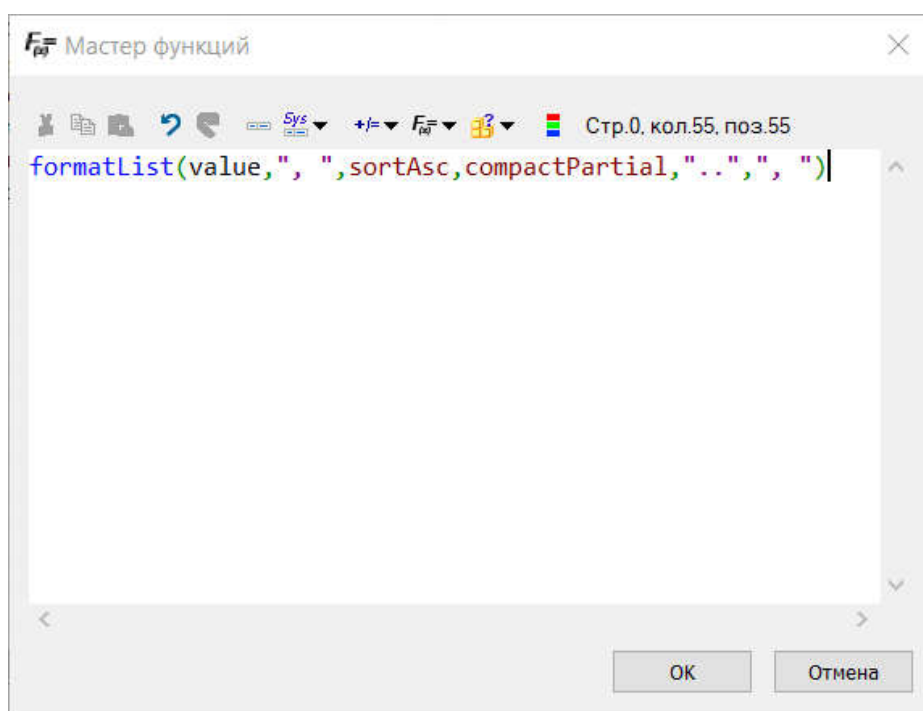 Мастер функций
Sys +/= F(x)= Стр.0, кол.55, поз.55
formatList(value,", ",sortAsc,compactPartial,"..",", ")
OK Отмена